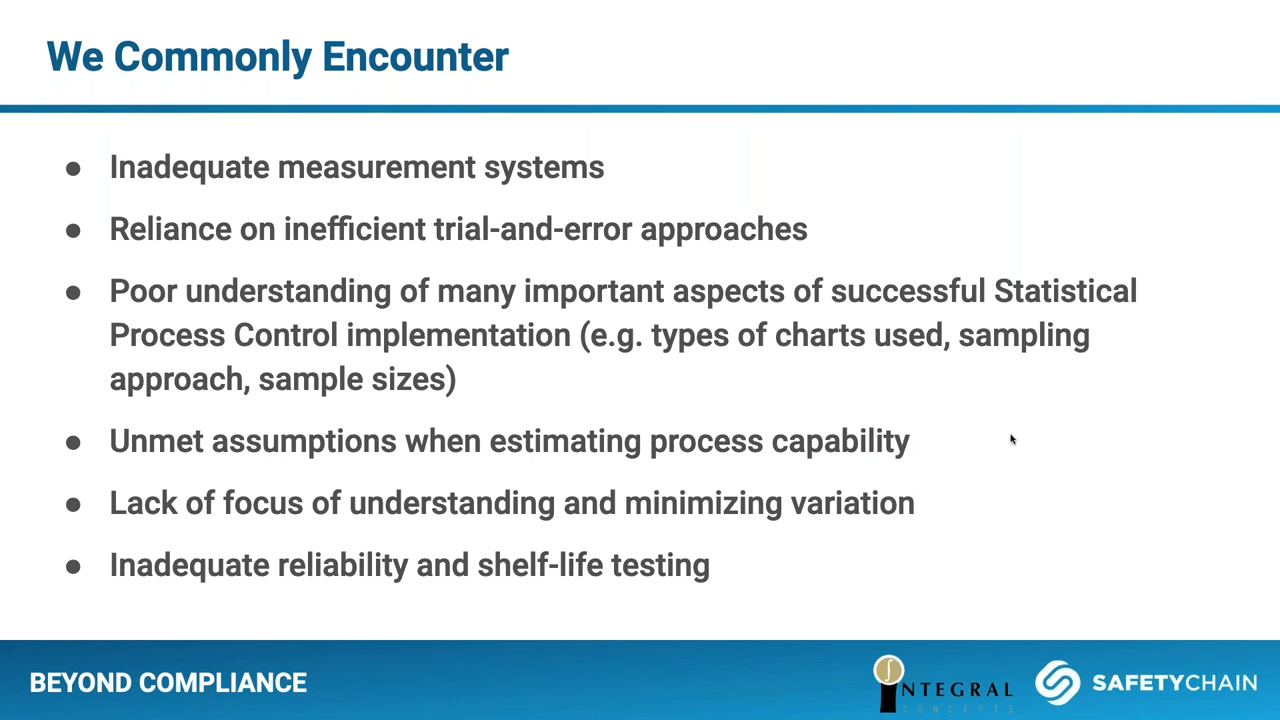 We Commonly Encounter
● Inadequate measurement systems
● Reliance on inefficient trial-and-error approaches
● Poor understanding of many important aspects of successful Statistical
Process Control implementation (e.g. types of charts used, sampling
approach, sample sizes)
● Unmet assumptions when estimating process capability
● Lack of focus of understanding and minimizing variation
● Inadequate reliability and shelf-life testing
BEYOND COMPLIANCE
INTEGRAL
CONCEPTS
SAFETYCHAIN